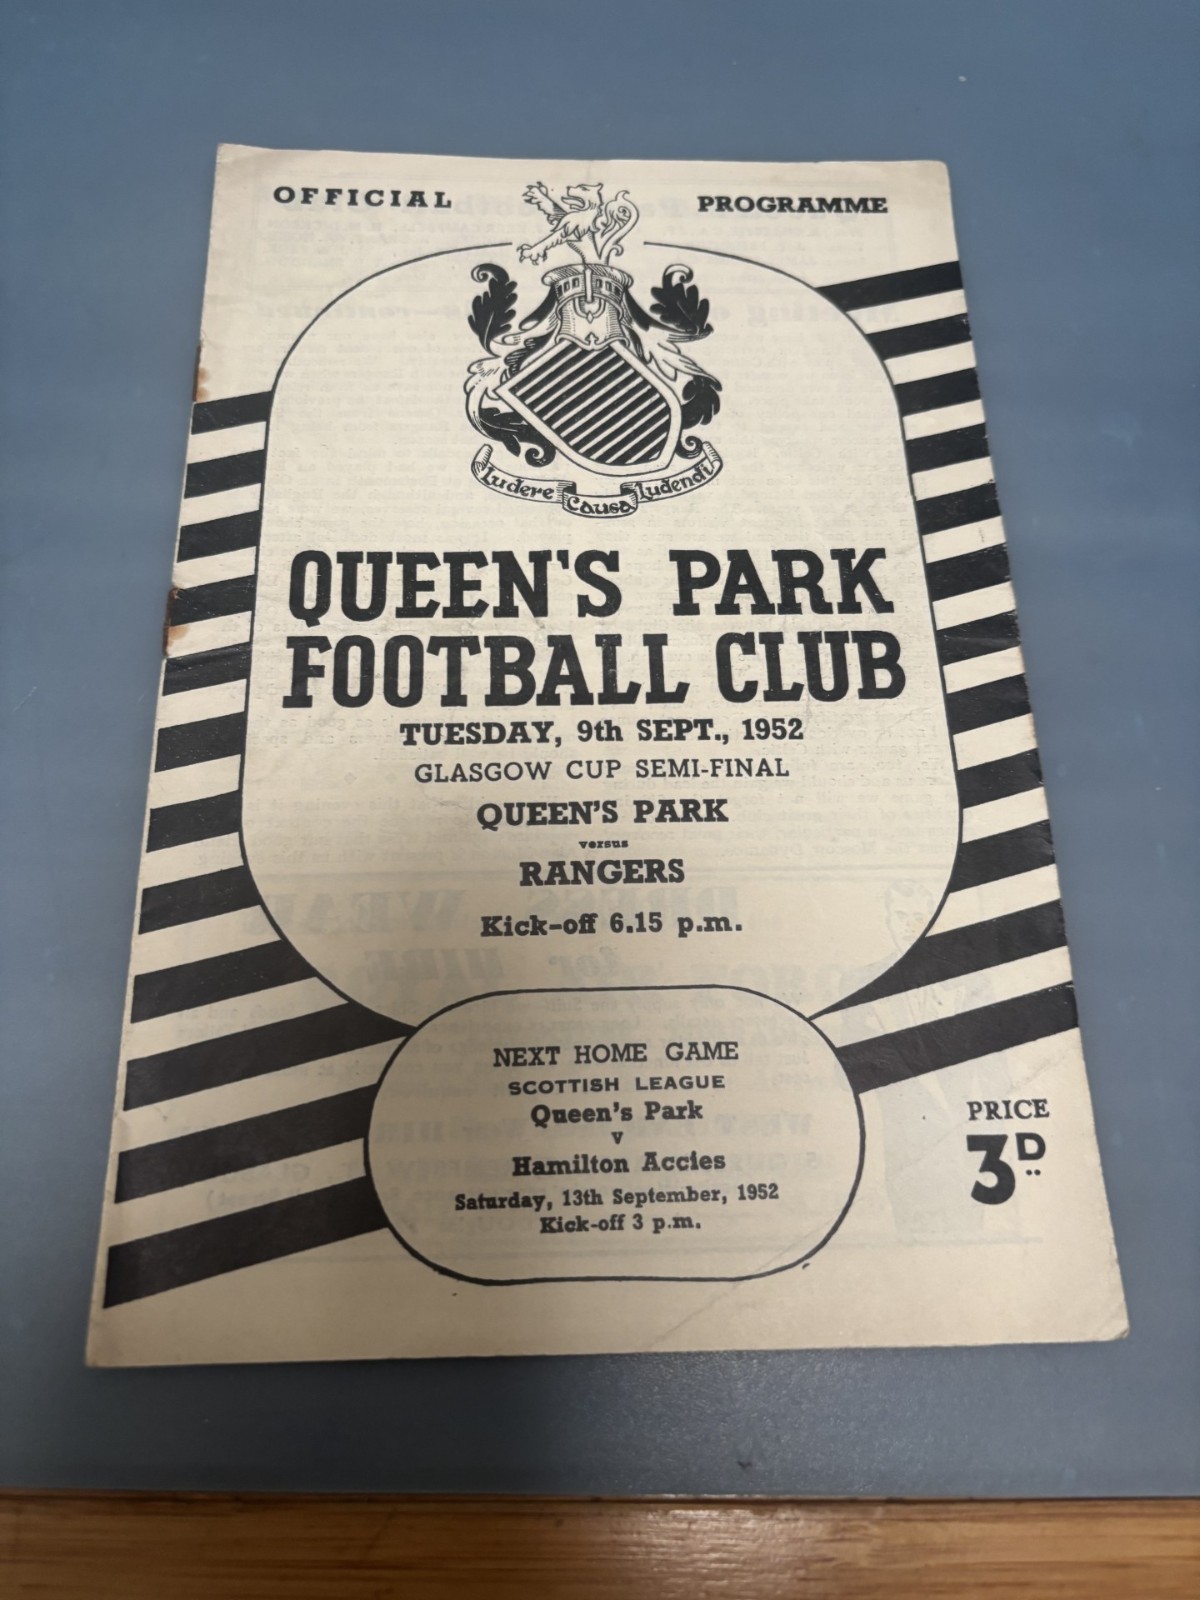 OFFICIAL PROGRAMME
Ludere Causa Ludendi
QUEEN'S PARK
FOOTBALL CLUB
TUESDAY, 9th SEPT., 1952
GLASGOW CUP SEMI-FINAL
QUEEN'S PARK
versus
RANGERS
Kick-off 6.15 p.m.
NEXT HOME GAME
SCOTTISH LEAGUE
Queen's Park
v
Hamilton Accies
Saturday, 13th September, 1952
Kick-off 3 p.m.
PRICE
3D